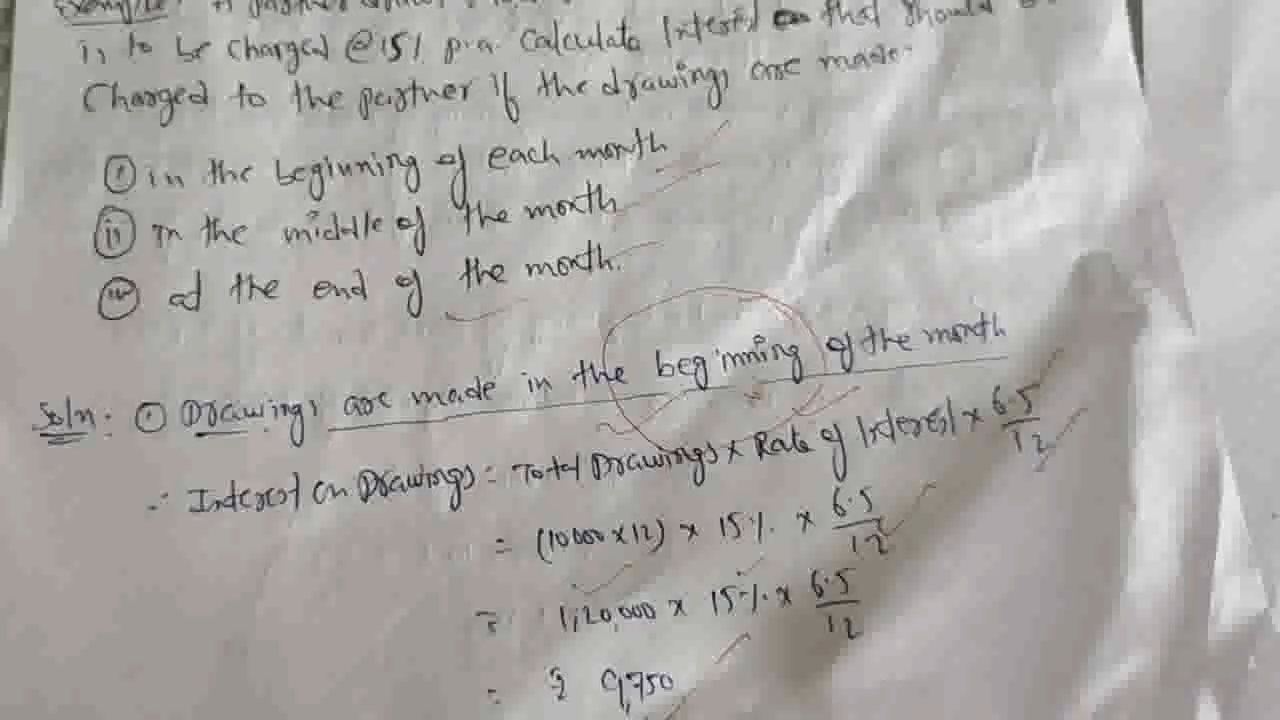 Example: A partner
is to be charged @ 15% p.a. Calculate Interest on that should be
charged to the partner if the drawings are made.
(i) in the beginning of each month
(ii) In the middle of the month
(iii) at the end of the month.
Soln: (i) Drawings are made in the beginning of the month
∴ Interest on Drawings = Total Drawings x Rate of Interest x 6.5/12
= (10000 x 12) x 15% x 6.5/12
= 1,20,000 x 15% x 6.5/12
= ₹ 9,750